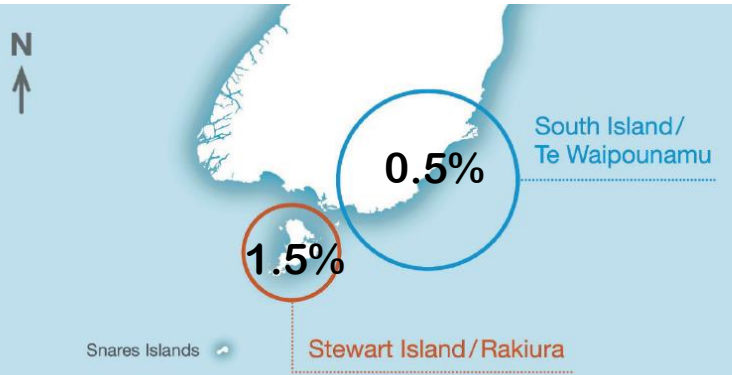 N
South Island/
Te Waipounamu
0.5%
1.5%
Snares Islands
Stewart Island/Rakiura